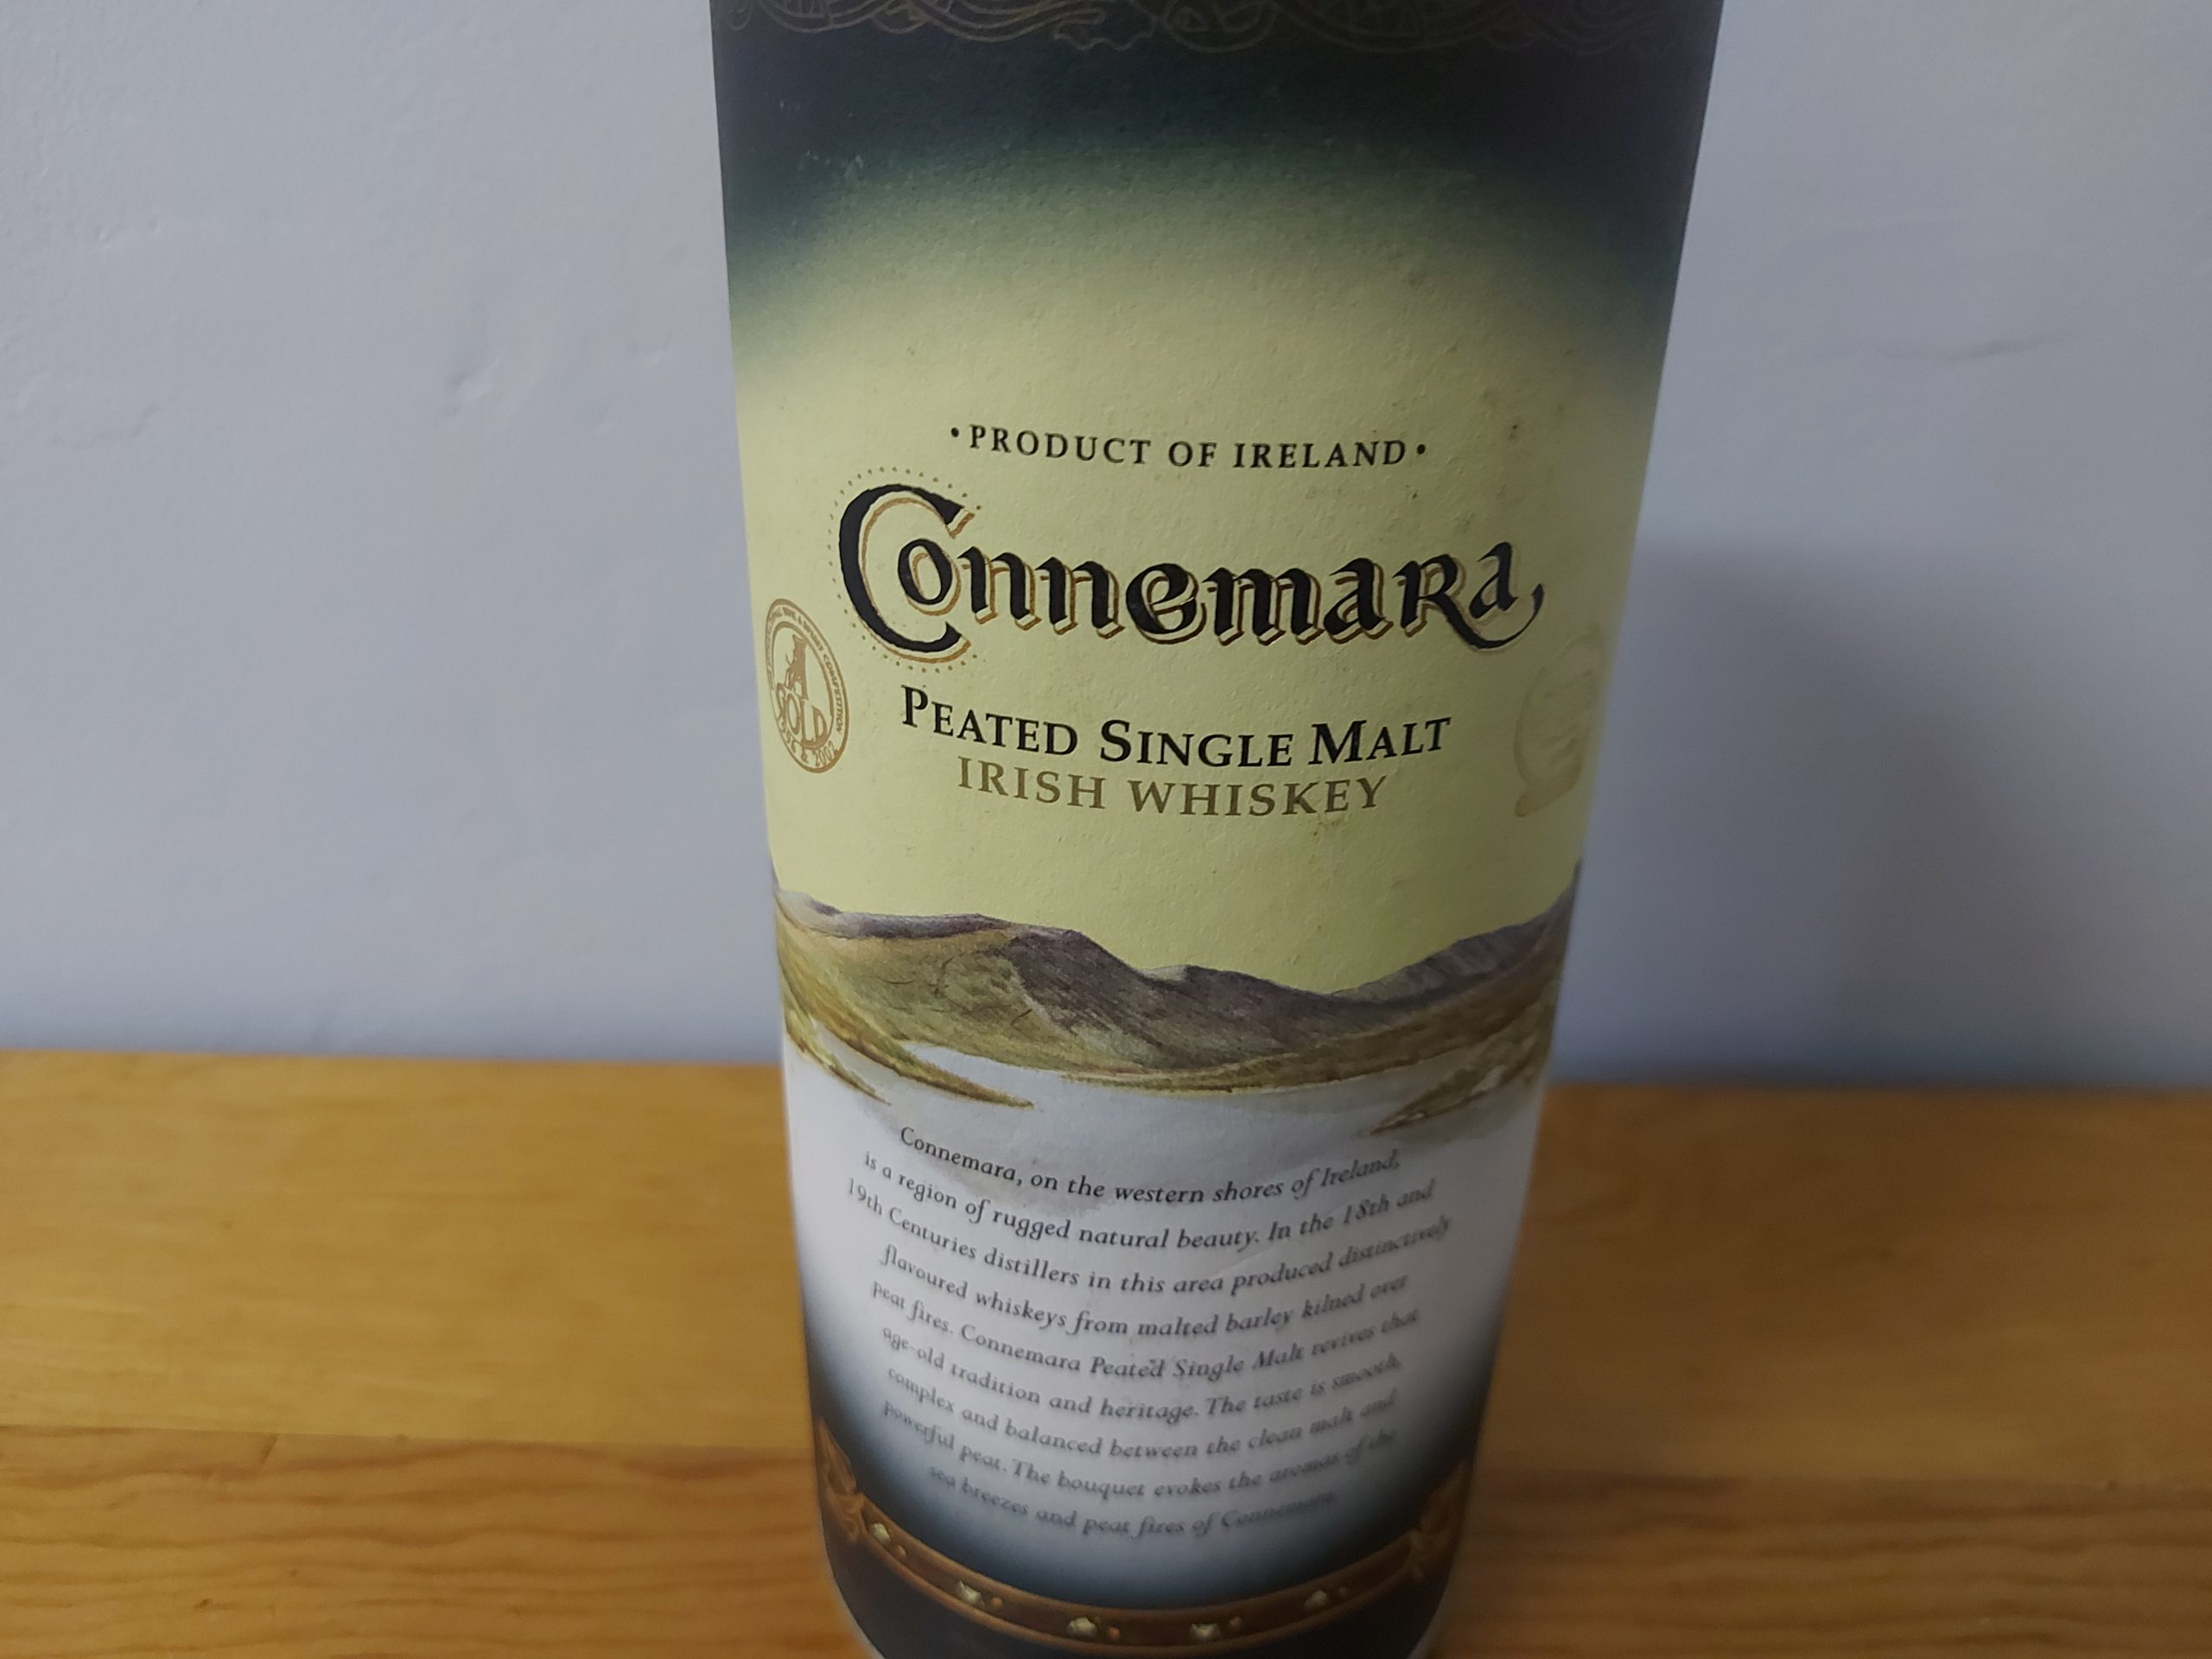 • PRODUCT OF IRELAND •
Connemara
PEATED SINGLE MALT
IRISH WHISKEY
GOLD
Connemara, on the western shores of Ireland,
is a region of rugged natural beauty. In the 18th and
19th Centuries distillers in this area produced distinctively
flavoured whiskeys from malted barley kilned over
peat fires. Connemara Peated Single Malt revives that
age-old tradition and heritage. The taste is smooth,
complex and balanced between the clean malt and
powerful peat. The bouquet evokes the aromas of the
sea breezes and peat fires of Connemara.